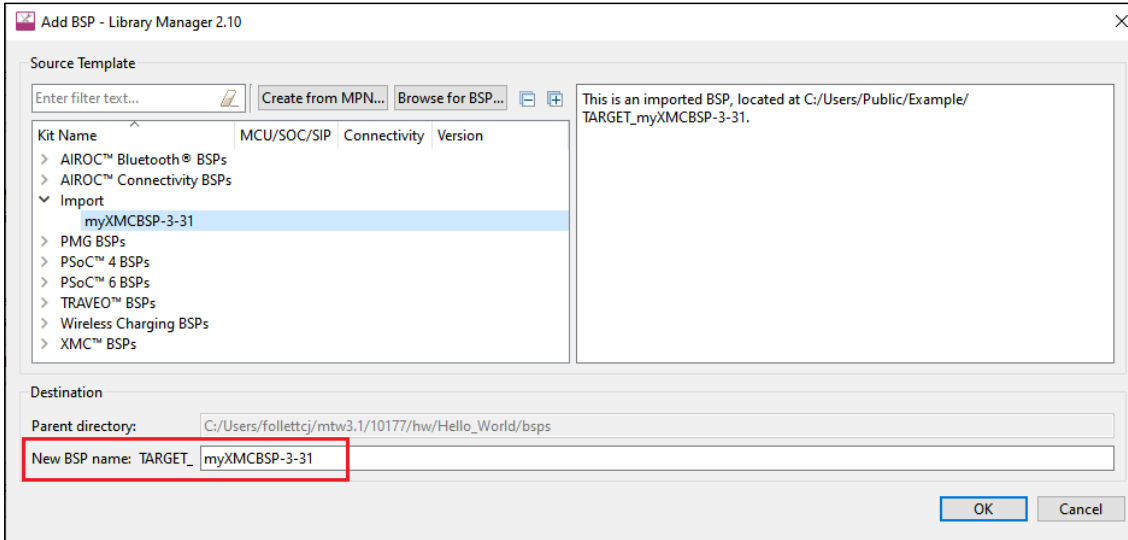 Add BSP - Library Manager 2.10
Source Template
Enter filter text...
Create from MPN...
Browse for BSP...
This is an imported BSP, located at C:/Users/Public/Example/
TARGET_myXMCBSP-3-31.
Kit Name MCU/SOC/SIP Connectivity Version
AIROC™ Bluetooth® BSPs
AIROC™ Connectivity BSPs
Import
myXMCBSP-3-31
PMG BSPs
PSoC™ 4 BSPs
PSoC™ 6 BSPs
TRAVEO™ BSPs
Wireless Charging BSPs
XMC™ BSPs
Destination
Parent directory: C:/Users/follettcj/mtw3.1/10177/hw/Hello_World/bsps
New BSP name: TARGET_ myXMCBSP-3-31
OK Cancel